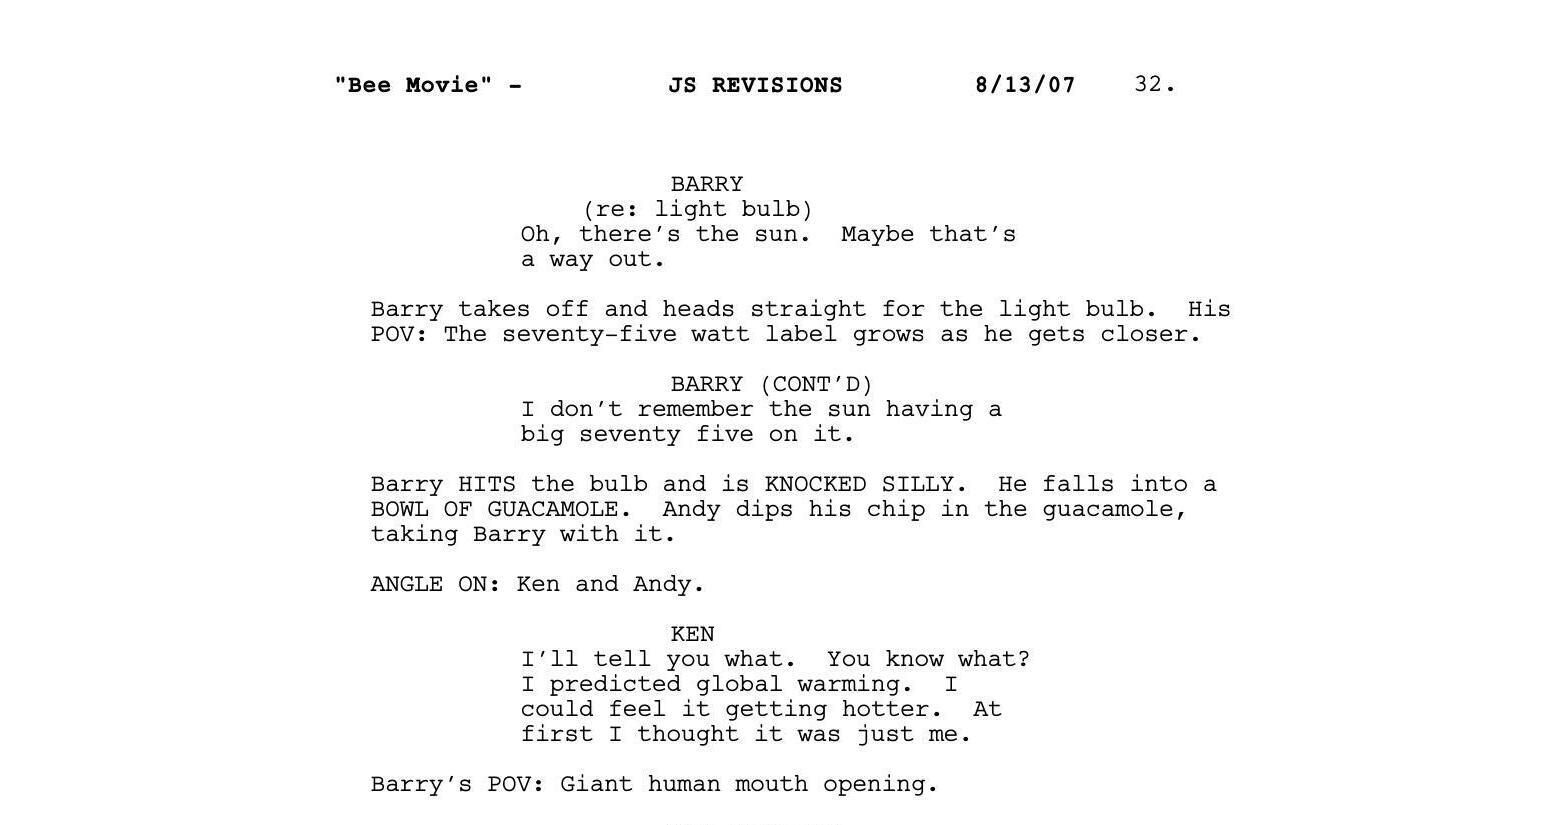 "Bee Movie" - JS REVISIONS 8/13/07 32.
BARRY
(re: light bulb)
Oh, there's the sun.  Maybe that's
a way out.
Barry takes off and heads straight for the light bulb.  His
POV: The seventy-five watt label grows as he gets closer.
BARRY (CONT'D)
I don't remember the sun having a
big seventy five on it.
Barry HITS the bulb and is KNOCKED SILLY.  He falls into a
BOWL OF GUACAMOLE.  Andy dips his chip in the guacamole,
taking Barry with it.
ANGLE ON: Ken and Andy.
KEN
I'll tell you what.  You know what?
I predicted global warming.  I
could feel it getting hotter.  At
first I thought it was just me.
Barry's POV: Giant human mouth opening.